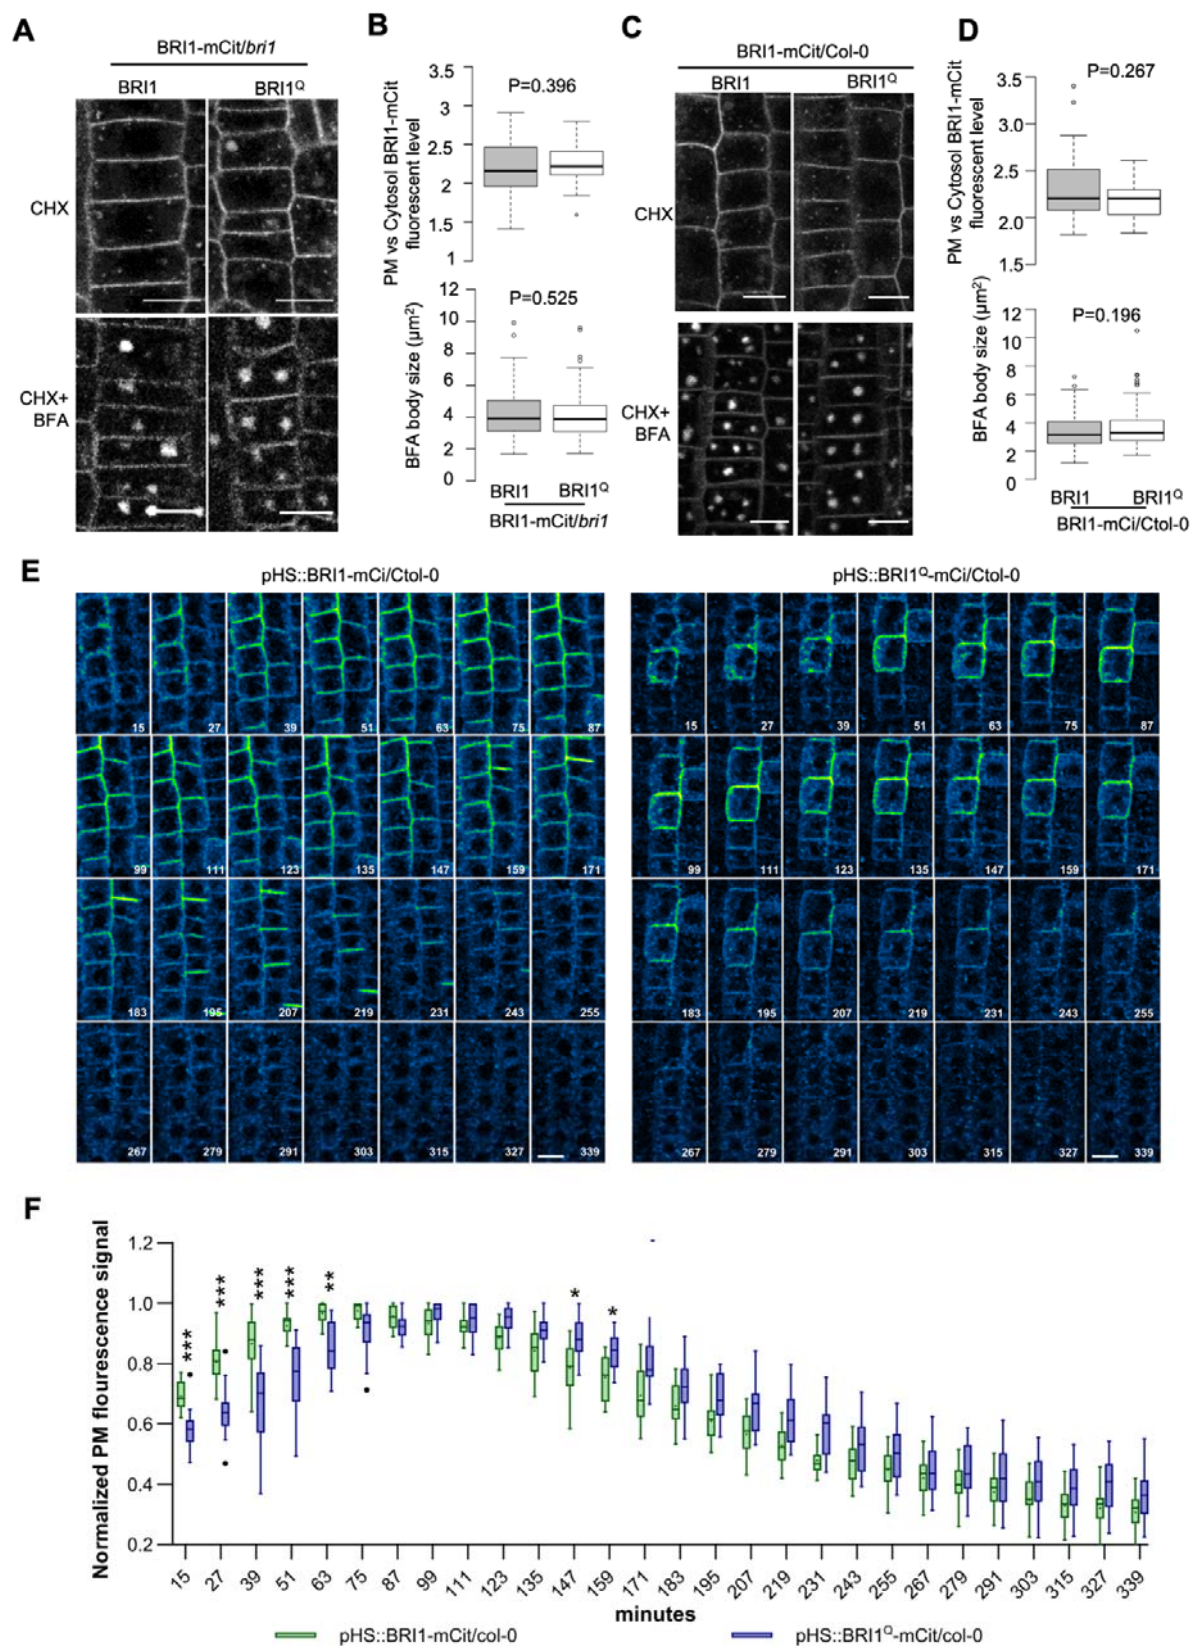 A
BRI1-mCit/bri1
BRI1
BRI1Q
CHX
CHX+
BFA
B
PM vs Cytosol BRI1-mCit
fluorescent level
3.5
3
2.5
2
1.5
1
P=0.396
BFA body size (µm²)
12
10
8
6
4
2
0
P=0.525
BRI1
BRI1Q
BRI1-mCit/bri1
C
BRI1-mCit/Col-0
BRI1
BRI1Q
CHX
CHX+
BFA
D
PM vs Cytosol BRI1-mCit
fluorescent level
3.5
3.0
2.5
2.0
1.5
P=0.267
BFA body size (µm²)
12
10
8
6
4
2
0
P=0.196
BRI1
BRI1Q
BRI1-mCi/Ctol-0
E
pHS::BRI1-mCi/Ctol-0
15 27 39 51 63 75 87
99 111 123 135 147 159 171
183 195 207 219 231 243 255
267 279 291 303 315 327 339
pHS::BRI1Q-mCi/Ctol-0
15 27 39 51 63 75 87
99 111 123 135 147 159 171
183 195 207 219 231 243 255
267 279 291 303 315 327 339
F
Normalized PM flourescence signal
1.2
1.0
0.8
0.6
0.4
0.2
*** *** *** *** ** * *
15 27 39 51 63 75 87 99 111 123 135 147 159 171 183 195 207 219 231 243 255 267 279 291 303 315 327 339
minutes
pHS::BRI1-mCit/col-0
pHS::BRI1Q-mCit/col-0